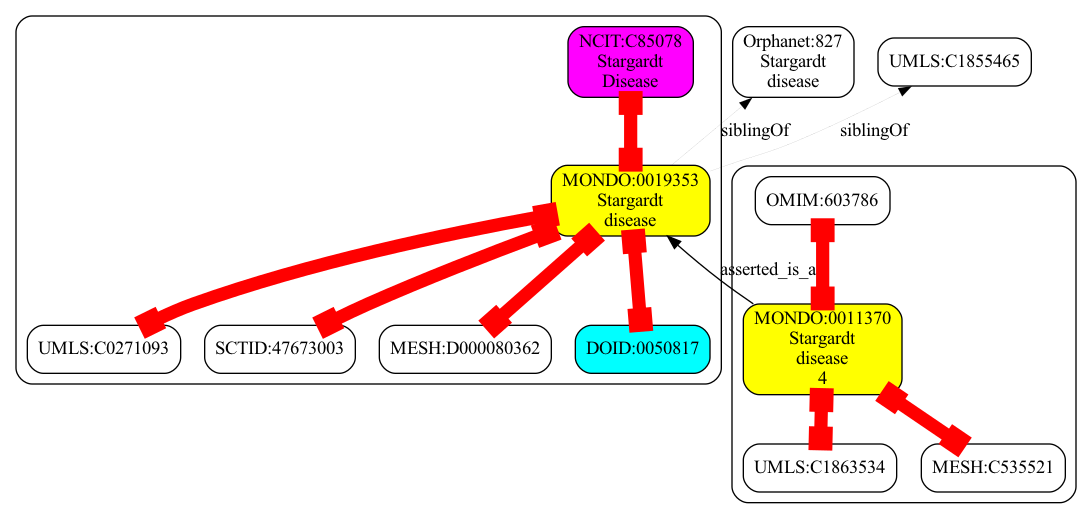 NCIT:C85078
Stargardt
Disease
Orphanet:827
Stargardt
disease
UMLS:C1855465
siblingOf
siblingOf
MONDO:0019353
Stargardt
disease
OMIM:603786
asserted_is_a
MONDO:0011370
Stargardt
disease
4
UMLS:C0271093
SCTID:47673003
MESH:D000080362
DOID:0050817
UMLS:C1863534
MESH:C535521